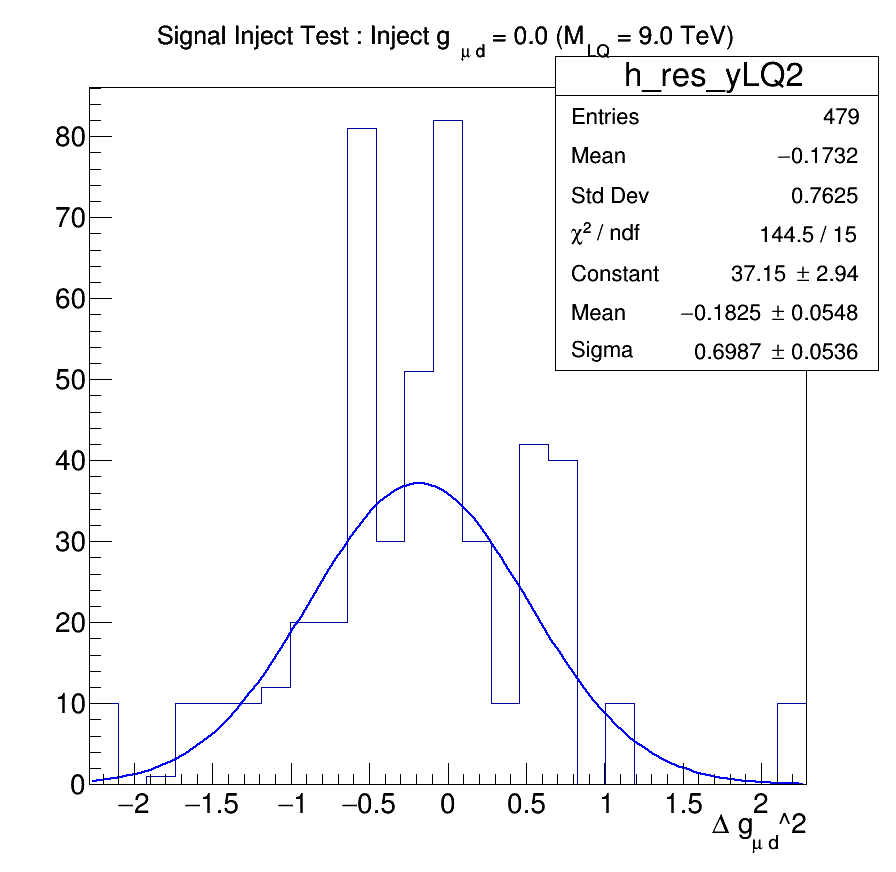 Signal Inject Test : Inject g μ d = 0.0 (M LQ = 9.0 TeV)
h_res_yLQ2
Entries 479
Mean −0.1732
Std Dev 0.7625
χ² / ndf 144.5 / 15
Constant 37.15 ± 2.94
Mean −0.1825 ± 0.0548
Sigma 0.6987 ± 0.0536
80
70
60
50
40
30
20
10
0
−2 −1.5 −1 −0.5 0 0.5 1 1.5 2
Δ g μ d ^2